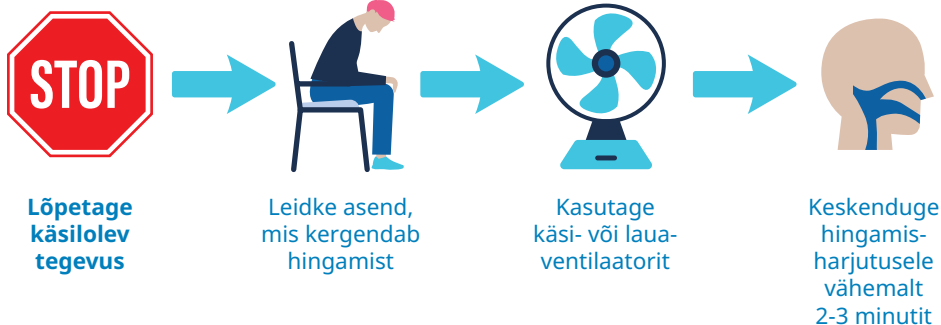 STOP
Lõpetage
käsilolev
tegevus
Leidke asend,
mis kergendab
hingamist
Kasutage
käsi- või laua-
ventilaatorit
Keskenduge
hingamis-
harjutusele
vähemalt
2-3 minutit